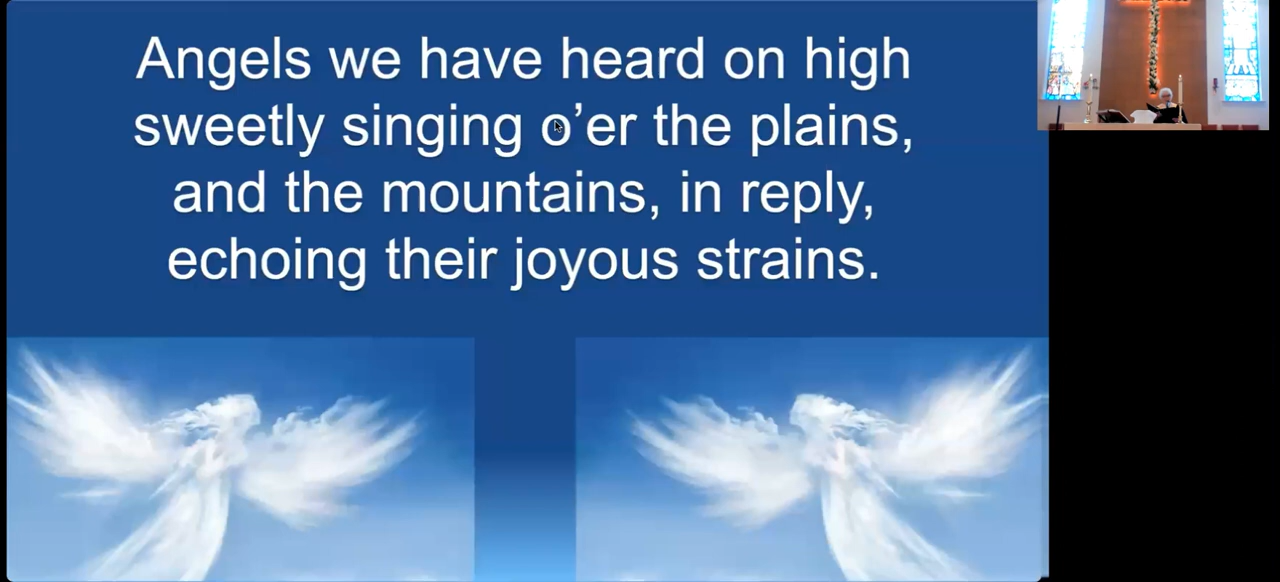 Angels we have heard on high
sweetly singing o’er the plains,
and the mountains, in reply,
echoing their joyous strains.